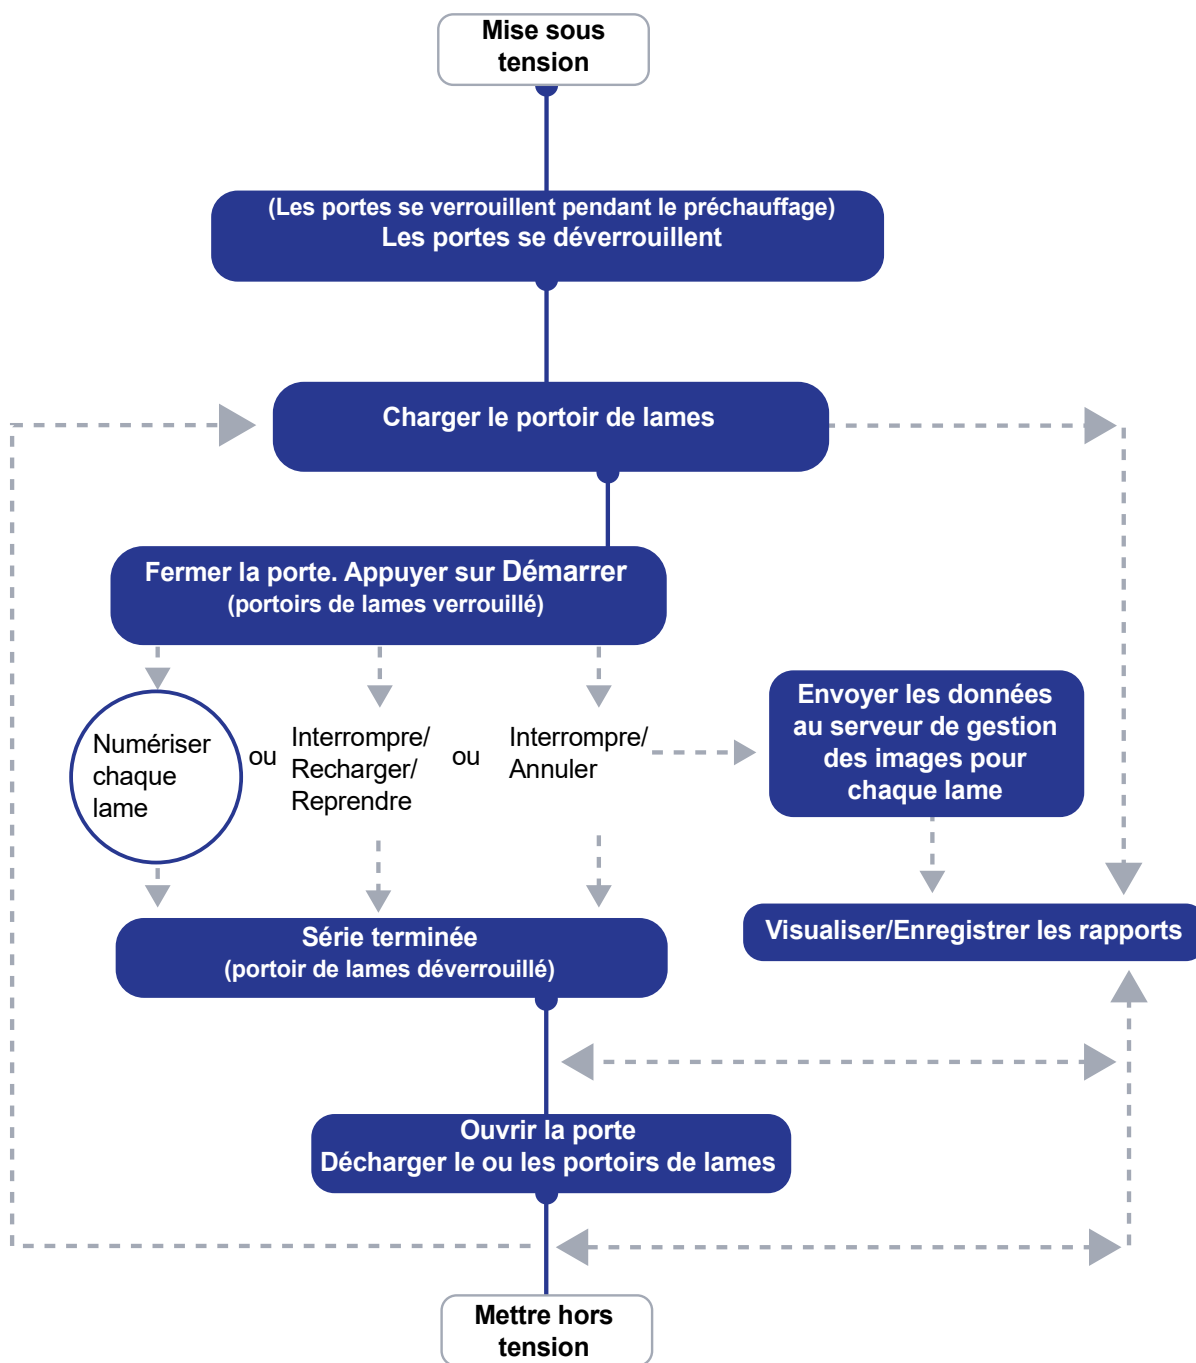 Mise sous
tension
(Les portes se verrouillent pendant le préchauffage)
Les portes se déverrouillent
Charger le portoir de lames
Fermer la porte. Appuyer sur Démarrer
(portoirs de lames verrouillé)
Numériser
chaque
lame
ou
Interrompre/
Recharger/
Reprendre
ou
Interrompre/
Annuler
Envoyer les données
au serveur de gestion
des images pour
chaque lame
Visualiser/Enregistrer les rapports
Série terminée
(portoir de lames déverrouillé)
Ouvrir la porte
Décharger le ou les portoirs de lames
Mettre hors
tension